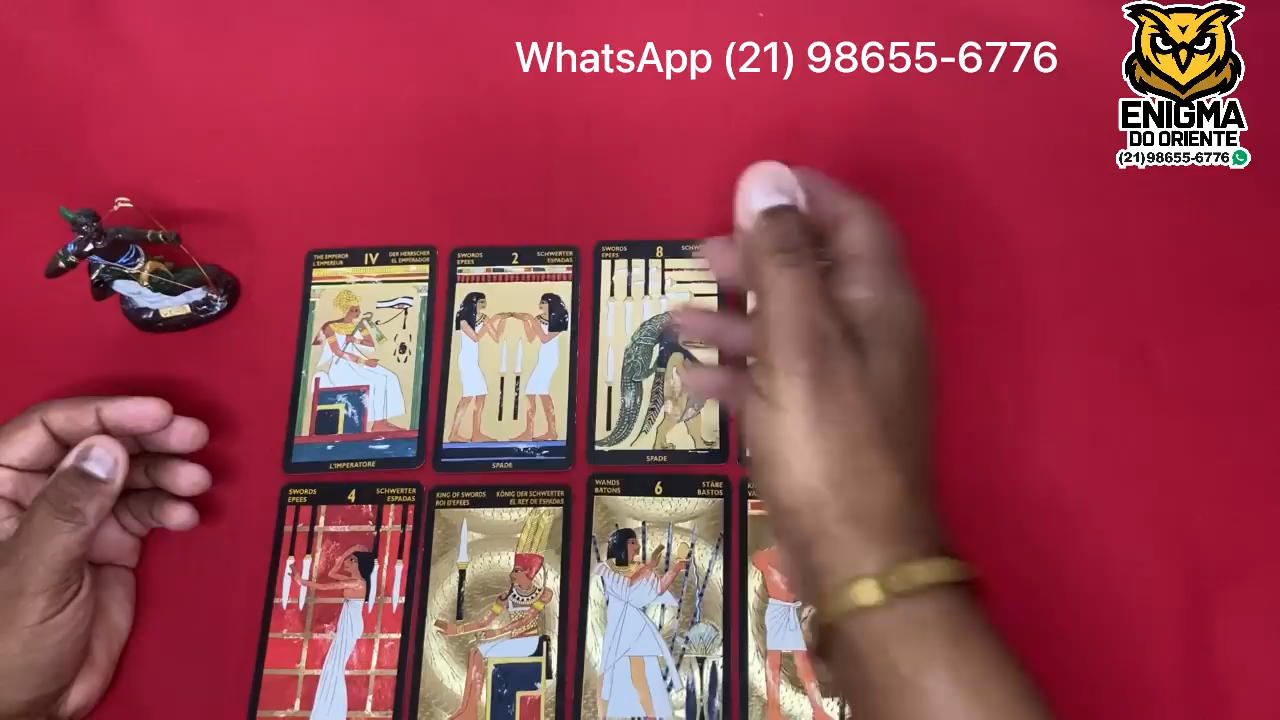 WhatsApp (21) 98655-6776
ENIGMA
DO ORIENTE
(21)98655-6776
THE EMPEROR IV DER HERRSCHER
L'EMPEREUR EL EMPERADOR
L'IMPERATORE
SWORDS 2 SCHWERTER
EPEES ESPADAS
SPADE
SWORDS 8
EPEES
SPADE
SWORDS 4 SCHWERTER
EPEES ESPADAS
KING OF SWORDS KÖNIG DER SCHWERTER
ROI D'EPEES EL REY DE ESPADAS
WANDS 6 STÄBE
BATONS BASTOS